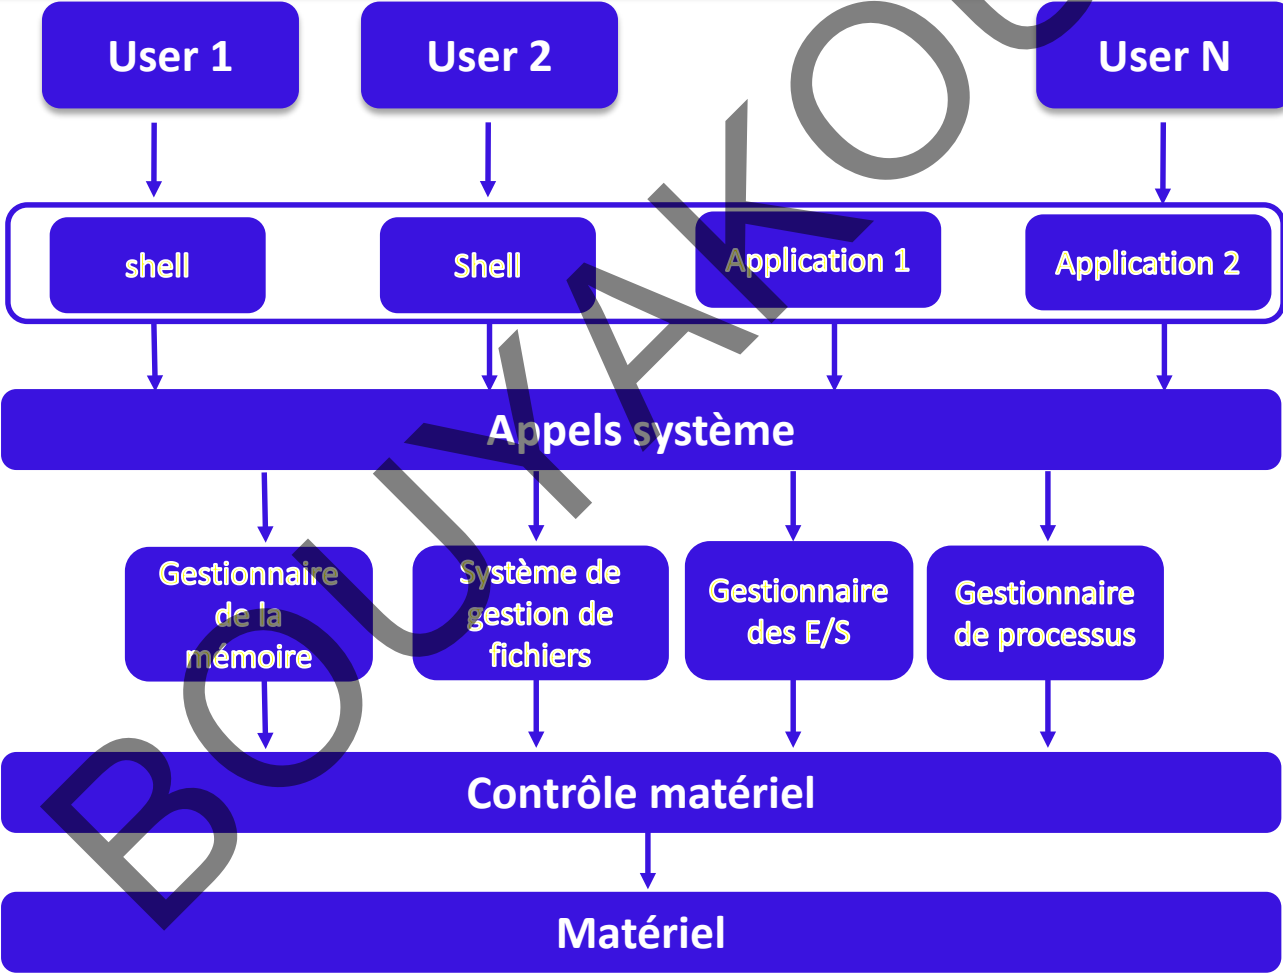 User 1
User 2
User N
shell
Shell
Application 1
Application 2
Appels système
Gestionnaire
de la
mémoire
Système de
gestion de
fichiers
Gestionnaire
des E/S
Gestionnaire
de processus
Contrôle matériel
Matériel